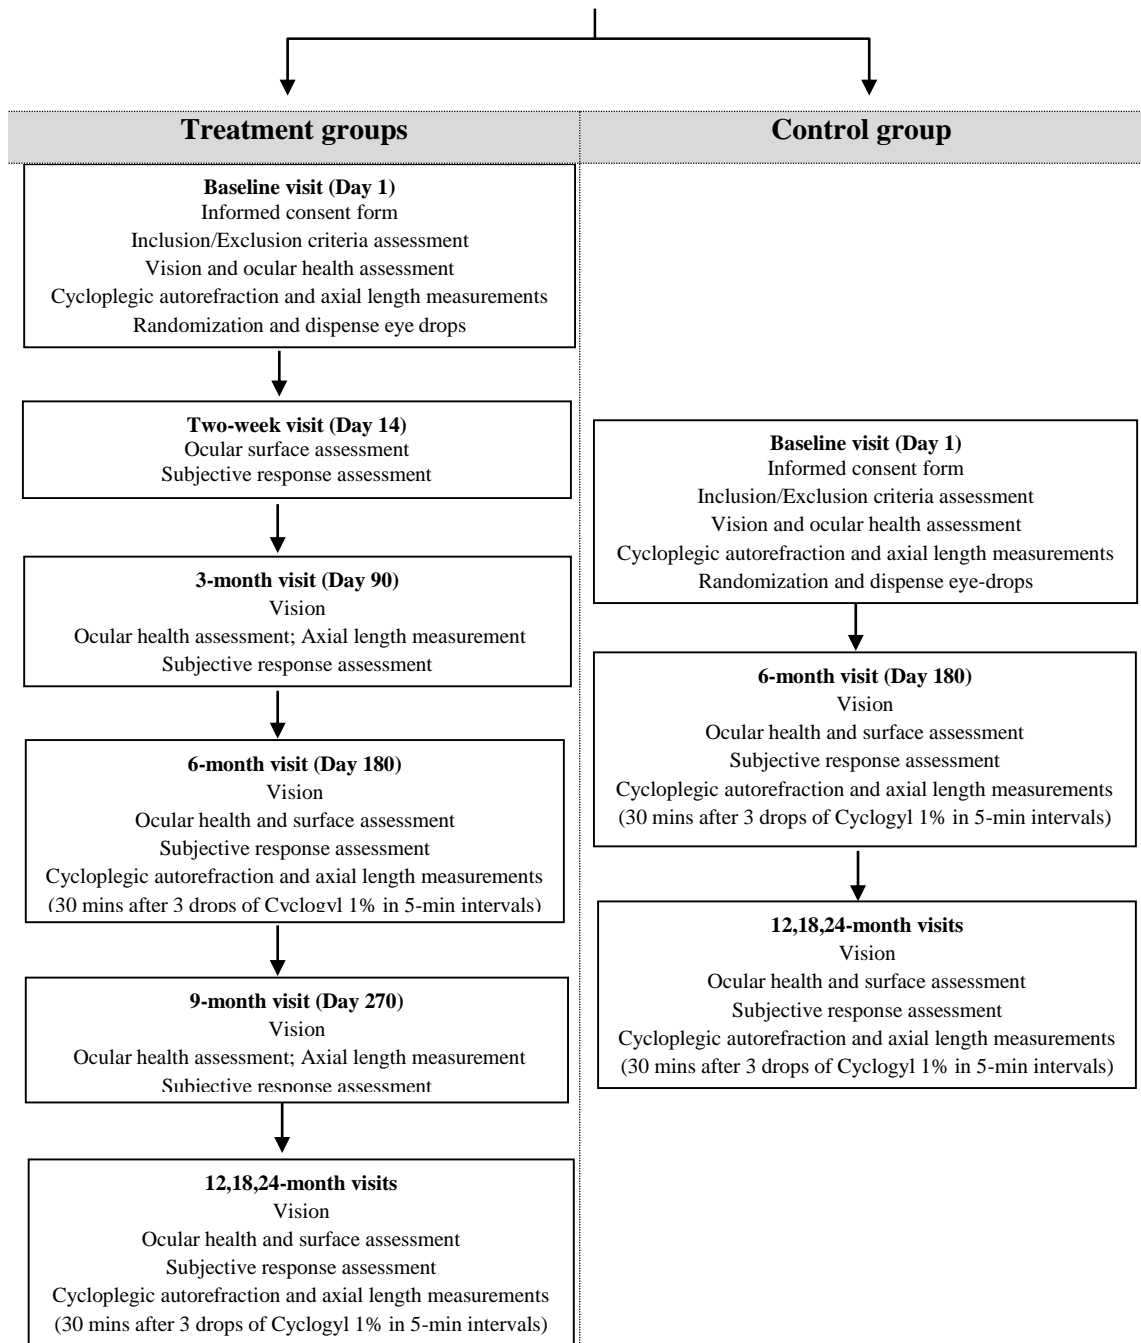 Treatment groups
Control group
Baseline visit (Day 1)
Informed consent form
Inclusion/Exclusion criteria assessment
Vision and ocular health assessment
Cycloplegic autorefraction and axial length measurements
Randomization and dispense eye drops
Two-week visit (Day 14)
Ocular surface assessment
Subjective response assessment
3-month visit (Day 90)
Vision
Ocular health assessment; Axial length measurement
Subjective response assessment
6-month visit (Day 180)
Vision
Ocular health and surface assessment
Subjective response assessment
Cycloplegic autorefraction and axial length measurements
(30 mins after 3 drops of Cyclogyl 1% in 5-min intervals)
9-month visit (Day 270)
Vision
Ocular health assessment; Axial length measurement
Subjective response assessment
12,18,24-month visits
Vision
Ocular health and surface assessment
Subjective response assessment
Cycloplegic autorefraction and axial length measurements
(30 mins after 3 drops of Cyclogyl 1% in 5-min intervals)
Baseline visit (Day 1)
Informed consent form
Inclusion/Exclusion criteria assessment
Vision and ocular health assessment
Cycloplegic autorefraction and axial length measurements
Randomization and dispense eye-drops
6-month visit (Day 180)
Vision
Ocular health and surface assessment
Subjective response assessment
Cycloplegic autorefraction and axial length measurements
(30 mins after 3 drops of Cyclogyl 1% in 5-min intervals)
12,18,24-month visits
Vision
Ocular health and surface assessment
Subjective response assessment
Cycloplegic autorefraction and axial length measurements
(30 mins after 3 drops of Cyclogyl 1% in 5-min intervals)